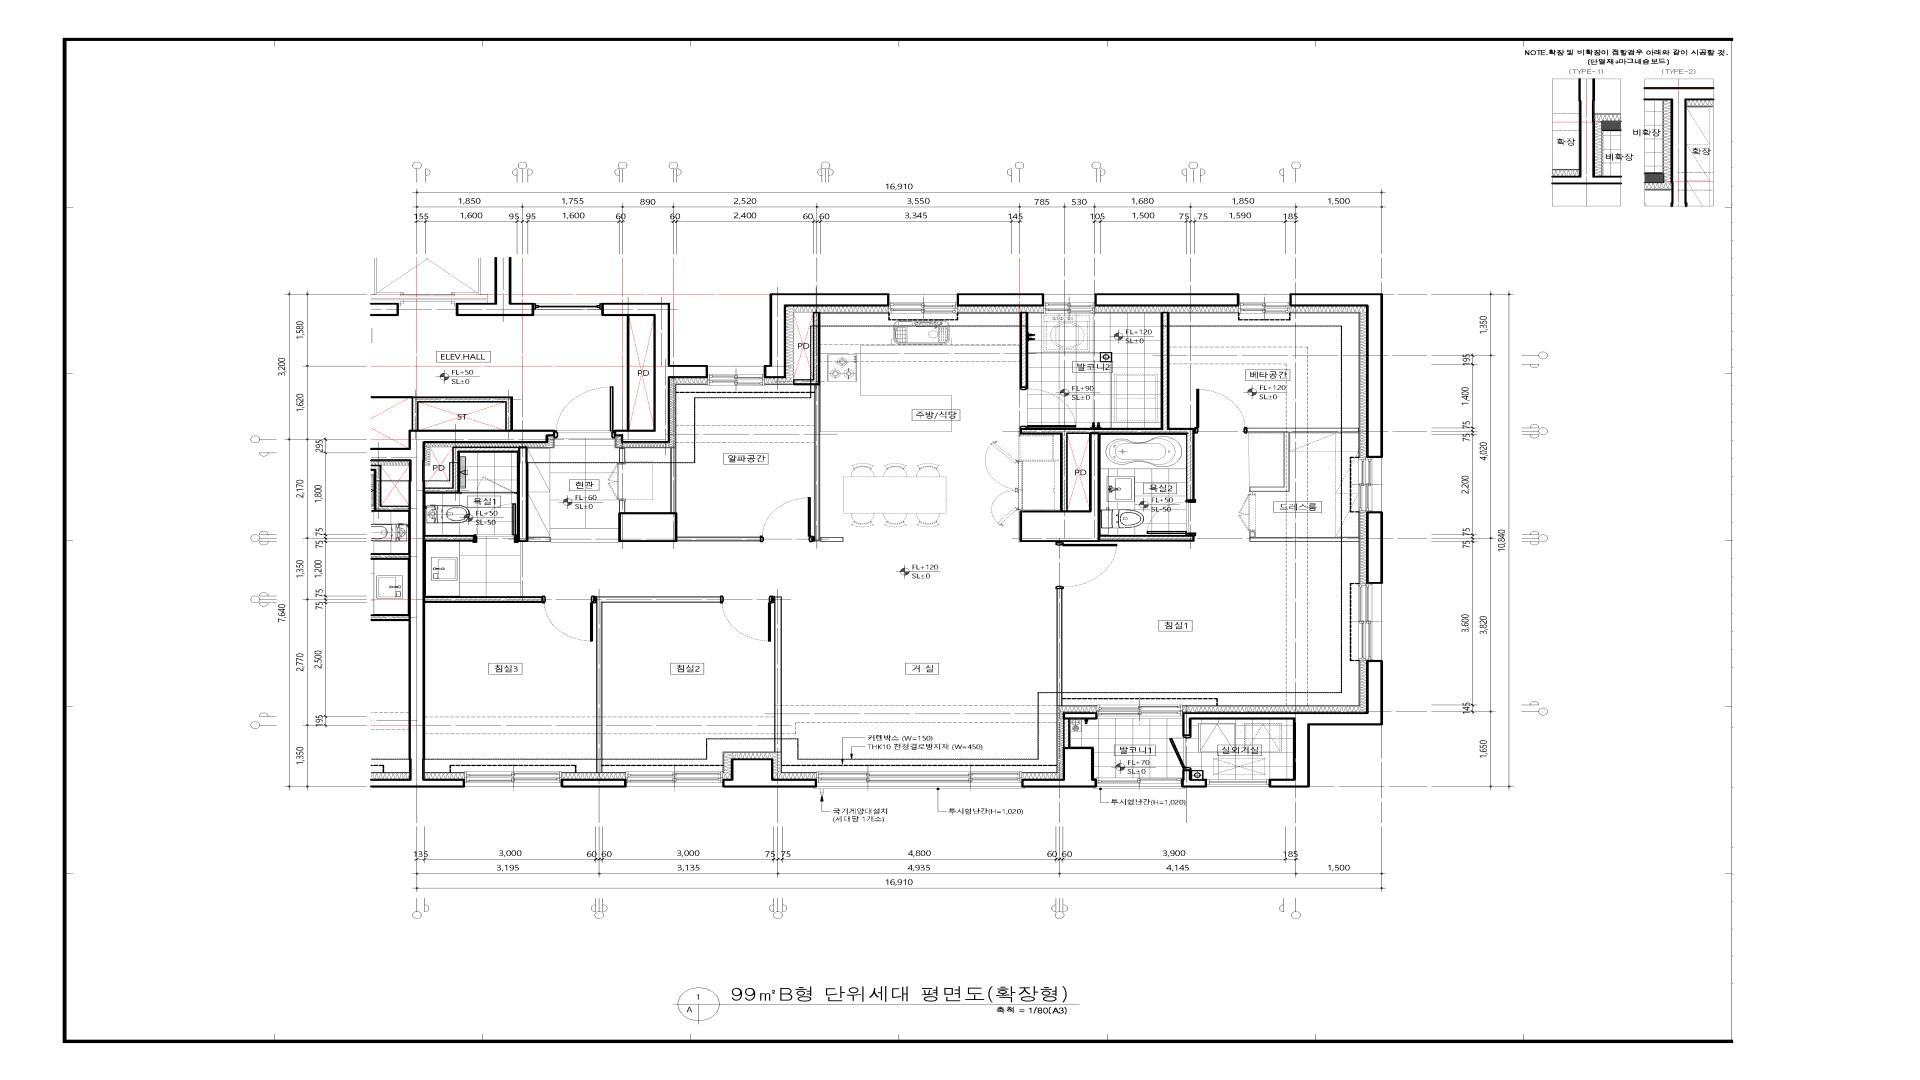 NOTE.확장 및 비확장이 접할경우 아래와 같이 시공할 것.
(단열재+마그네슘보드)
(TYPE-1) (TYPE-2)
확장
비확장
비확장
확장
16,910
1,850 1,755 890 2,520 3,550 785 530 1,680 1,850 1,500
155 1,600 95 95 1,600 60 60 2,400 60 60 3,345 145 105 1,500 75 75 1,590 185
3,200
1,580
1,620
295
2,170
1,800
75
75
1,350
1,200
75
75
7,640
2,770
2,500
195
1,350
1,350
195
1,400
75
75
4,020
2,200
75
75
10,840
3,600
3,820
145
1,650
ELEV.HALL
FL+50
SL±0
PD
ST
PD
PD
욕실1
FL+50
SL-50
현관
FL+60
SL±0
알파공간
주방/식당
FL+120
SL±0
발코니2
FL+90
SL±0
베타공간
FL+120
SL±0
PD
욕실2
FL+50
SL-50
드레스룸
FL+120
SL±0
침실1
침실3
침실2
거 실
커텐박스 (W=150)
THK10 천정결로방지재 (W=450)
발코니1
FL+70
SL±0
실외기실
국기게양대설치
(세대당 1개소)
투시형난간(H=1,020)
투시형난간(H=1,020)
135 3,000 60 60 3,000 75 75 4,800 60 60 3,900 185
3,195 3,135 4,935 4,145 1,500
16,910
1
A
99㎡B형 단위세대 평면도(확장형)
축척 = 1/80(A3)